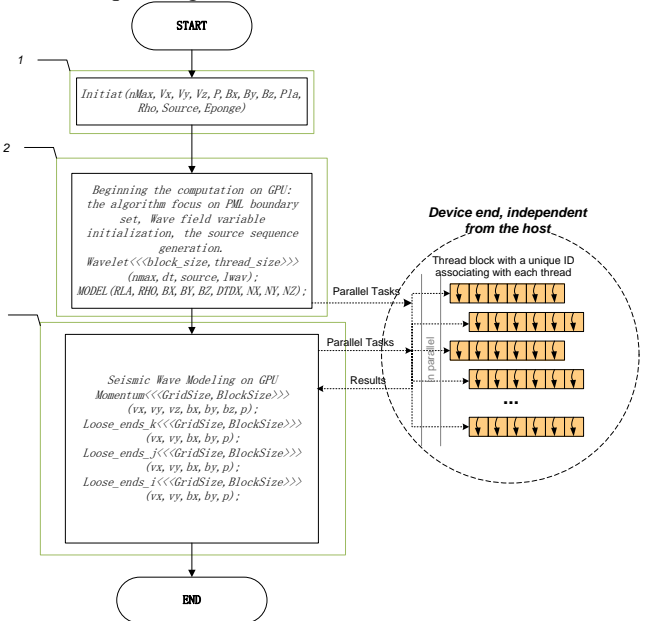 START
1
Initiat(nMax,Vx,Vy,Vz,P,Bx,By,Bz,Pla,
Rho,Source,Eponge)
2
Beginning the computation on GPU:
the algorithm focus on PML boundary
set, Wave field variable
initialization, the source sequence
generation.
Wavelet<<<block_size,thread_size>>>
(nmax,dt,source,lwav);
MODEL(RLA,RHO,BX,BY,BZ,DTDX,NX,NY,NZ);
Device end, independent
from the host
Thread block with a unique ID
associating with each thread
Parallel Tasks
Parallel Tasks
Results
in parallel
...
Seismic Wave Modeling on GPU
Momentum<<<GridSize,BlockSize>>>
(vx,vy,vz,bx,by,bz,p);
Loose_ends_k<<<GridSize,BlockSize>>>
(vx,vy,bx,by,p);
Loose_ends_j<<<GridSize,BlockSize>>>
(vx,vy,bx,by,p);
Loose_ends_i<<<GridSize,BlockSize>>>
(vx,vy,bx,by,p);
END